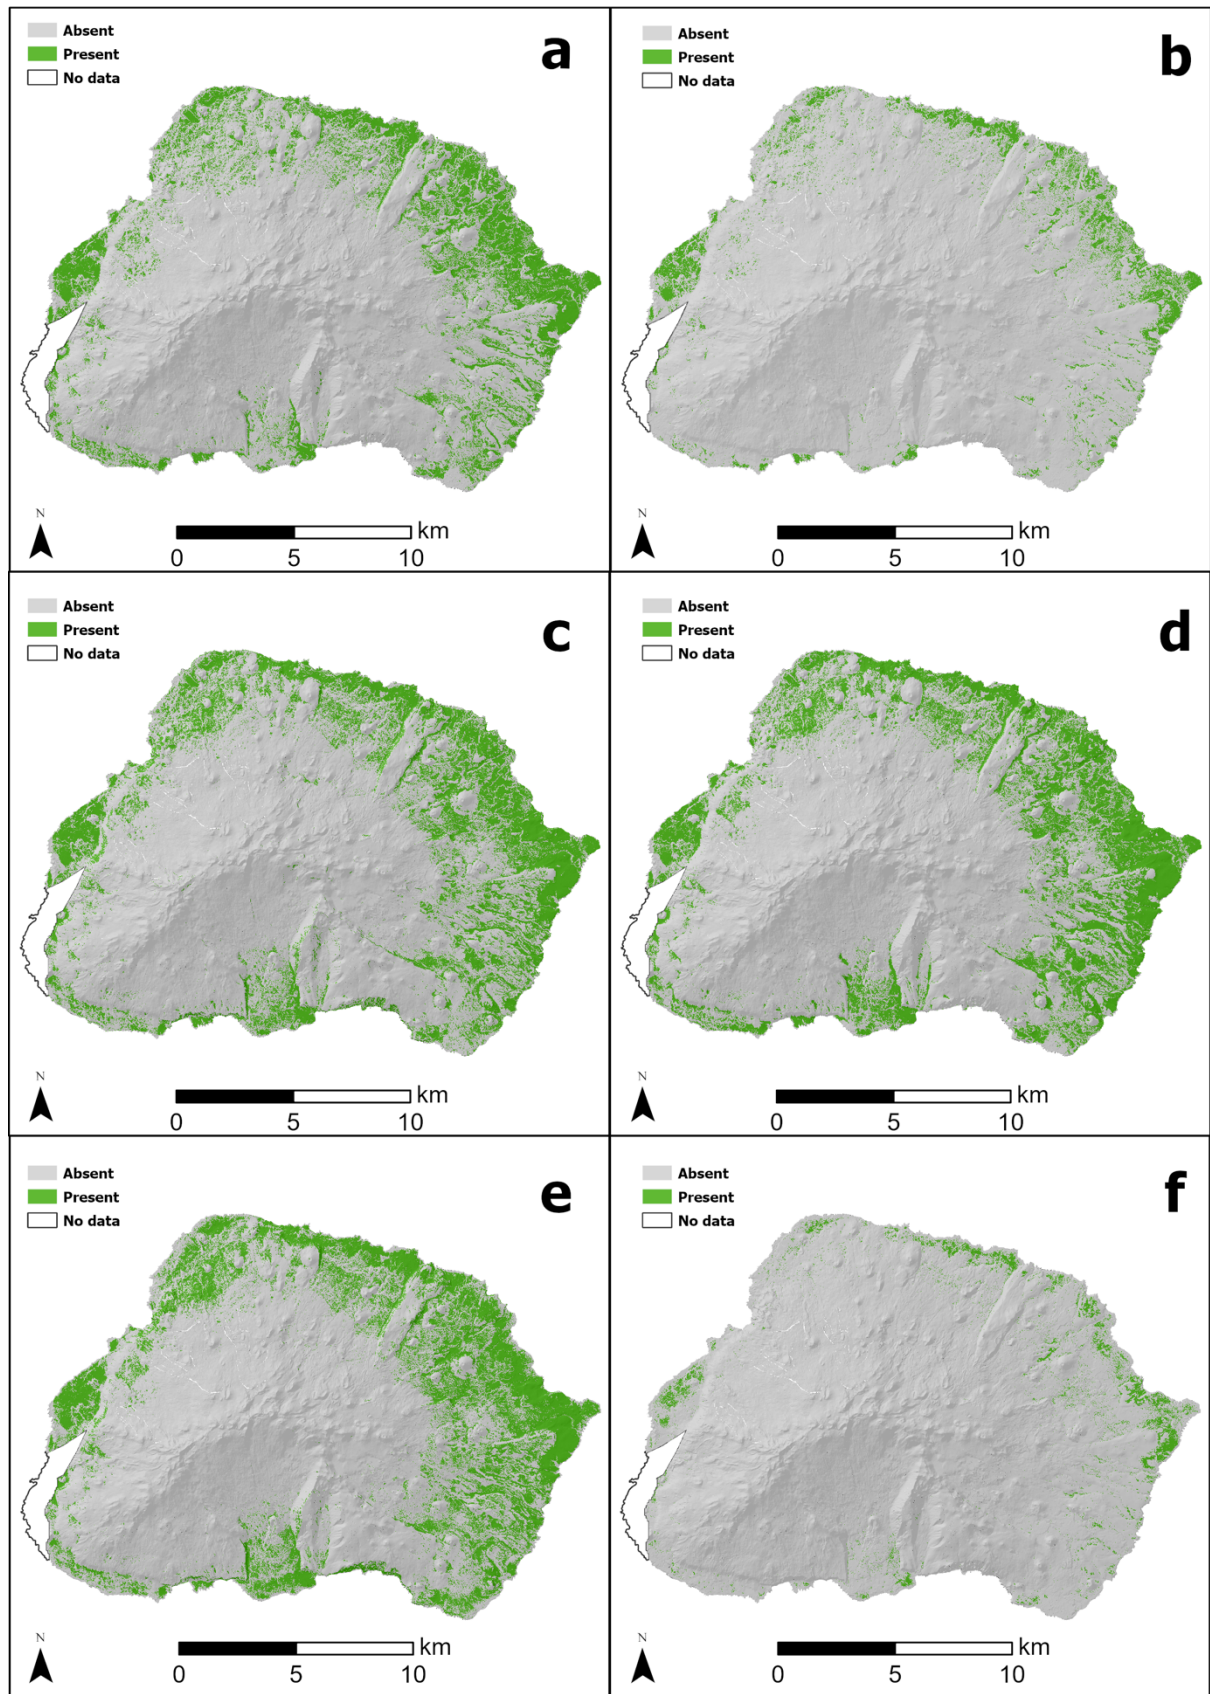 Absent
Present
No data
a
N
km
0 5 10
Absent
Present
No data
b
N
km
0 5 10
Absent
Present
No data
c
N
km
0 5 10
Absent
Present
No data
d
N
km
0 5 10
Absent
Present
No data
e
N
km
0 5 10
Absent
Present
No data
f
N
km
0 5 10